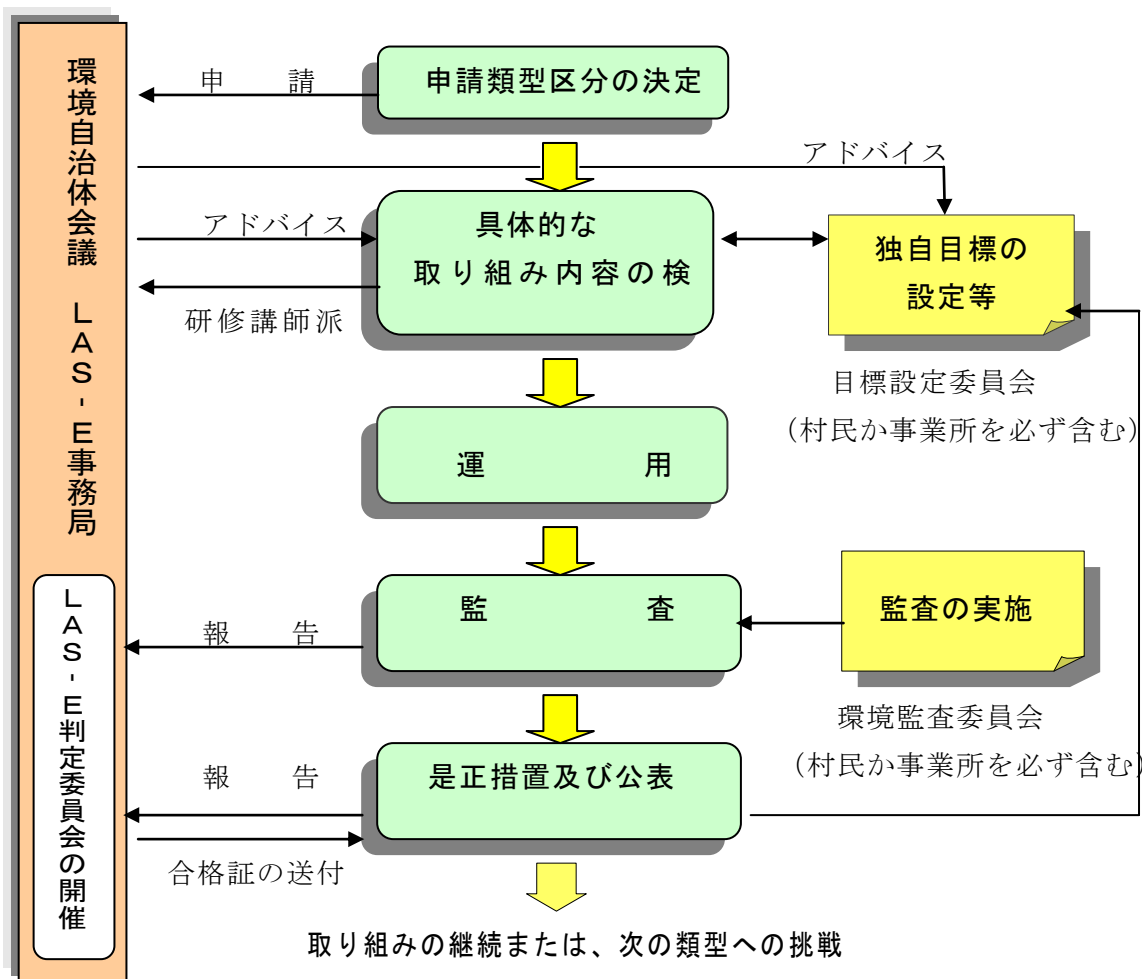 環境自治体会議 LAS-E事務局
LAS-E判定委員会の開催
申請類型区分の決定
申 請
アドバイス
具体的な
取り組み内容の検
アドバイス
研修講師派
独自目標の
設定等
目標設定委員会
(村民か事業所を必ず含む)
運 用
監 査
報 告
監査の実施
環境監査委員会
(村民か事業所を必ず含む)
是正措置及び公表
報 告
合格証の送付
取り組みの継続または、次の類型への挑戦